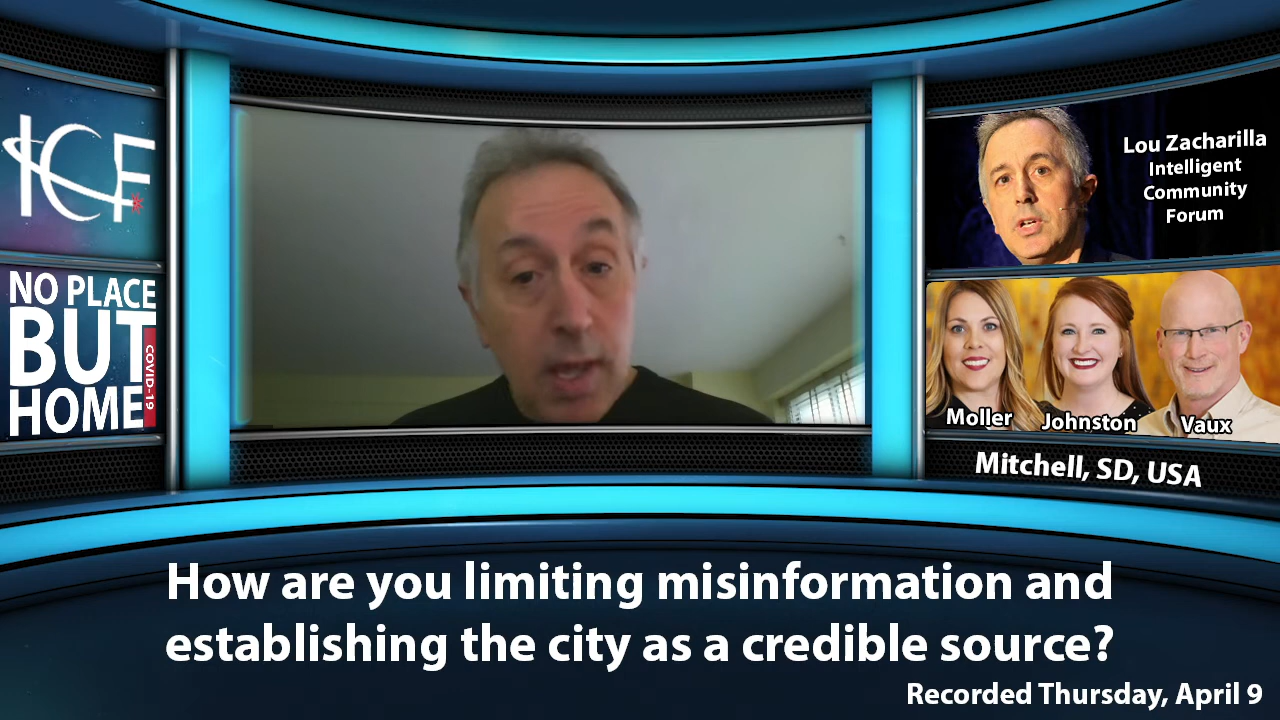 ICF
NO PLACE
BUT
HOME
COVID-19
Lou Zacharilla
Intelligent
Community
Forum
Moller Johnston Vaux
Mitchell, SD, USA
How are you limiting misinformation and
establishing the city as a credible source?
Recorded Thursday, April 9